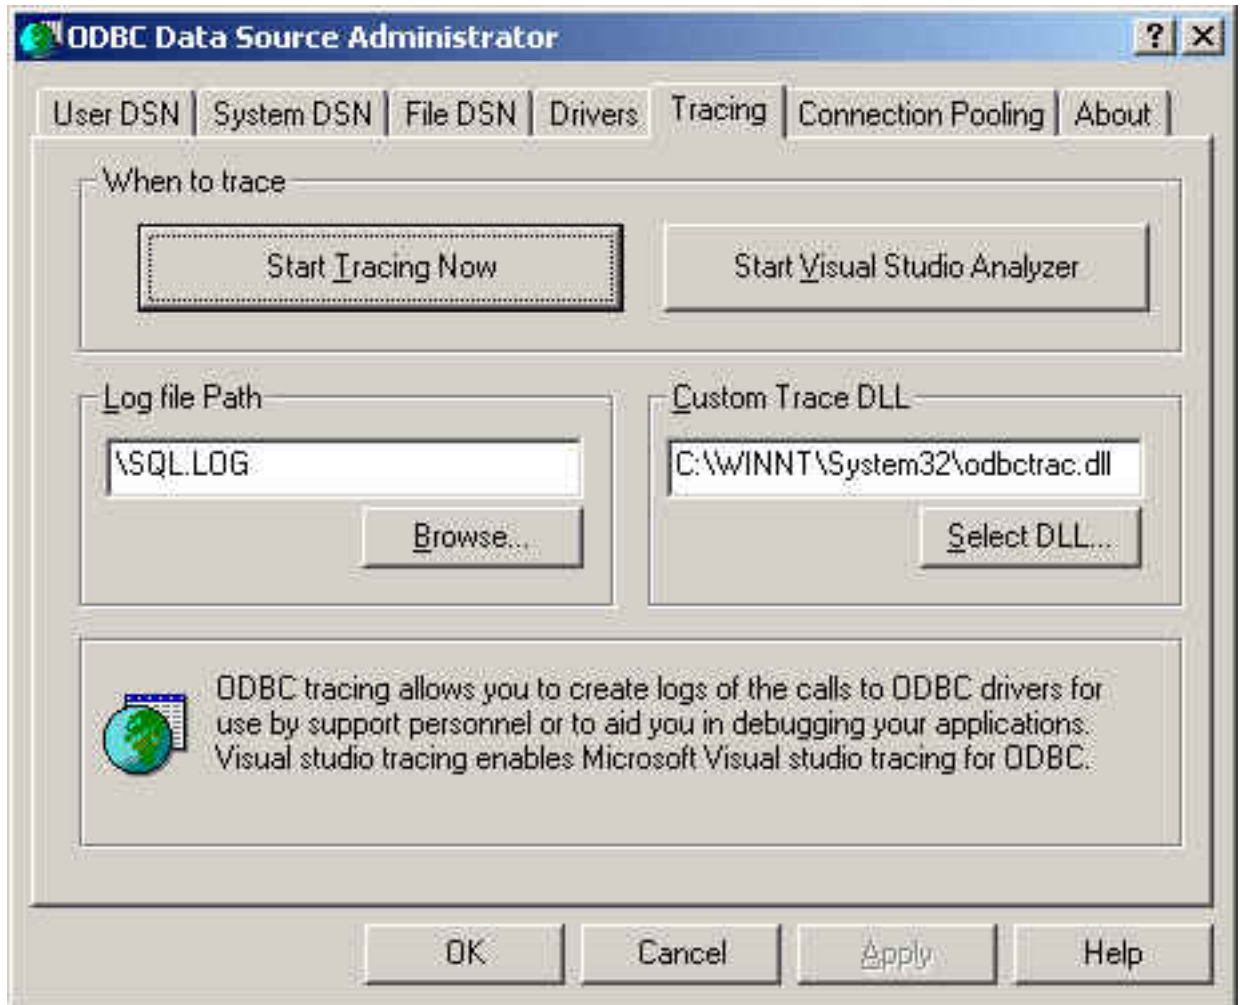 ODBC Data Source Administrator
User DSN System DSN File DSN Drivers Tracing Connection Pooling About
When to trace
Start Tracing Now Start Visual Studio Analyzer
Log file Path Custom Trace DLL
\SQL.LOG C:\WINNT\System32\odbctrac.dll
Browse... Select DLL...
ODBC tracing allows you to create logs of the calls to ODBC drivers for
use by support personnel or to aid you in debugging your applications.
Visual studio tracing enables Microsoft Visual studio tracing for ODBC.
OK Cancel Apply Help